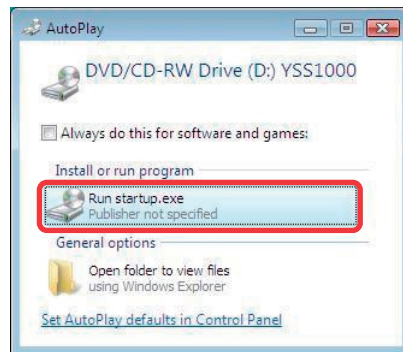 AutoPlay
DVD/CD-RW Drive (D:) YSS1000
Always do this for software and games:
Install or run program
Run startup.exe
Publisher not specified
General options
Open folder to view files
using Windows Explorer
Set AutoPlay defaults in Control Panel